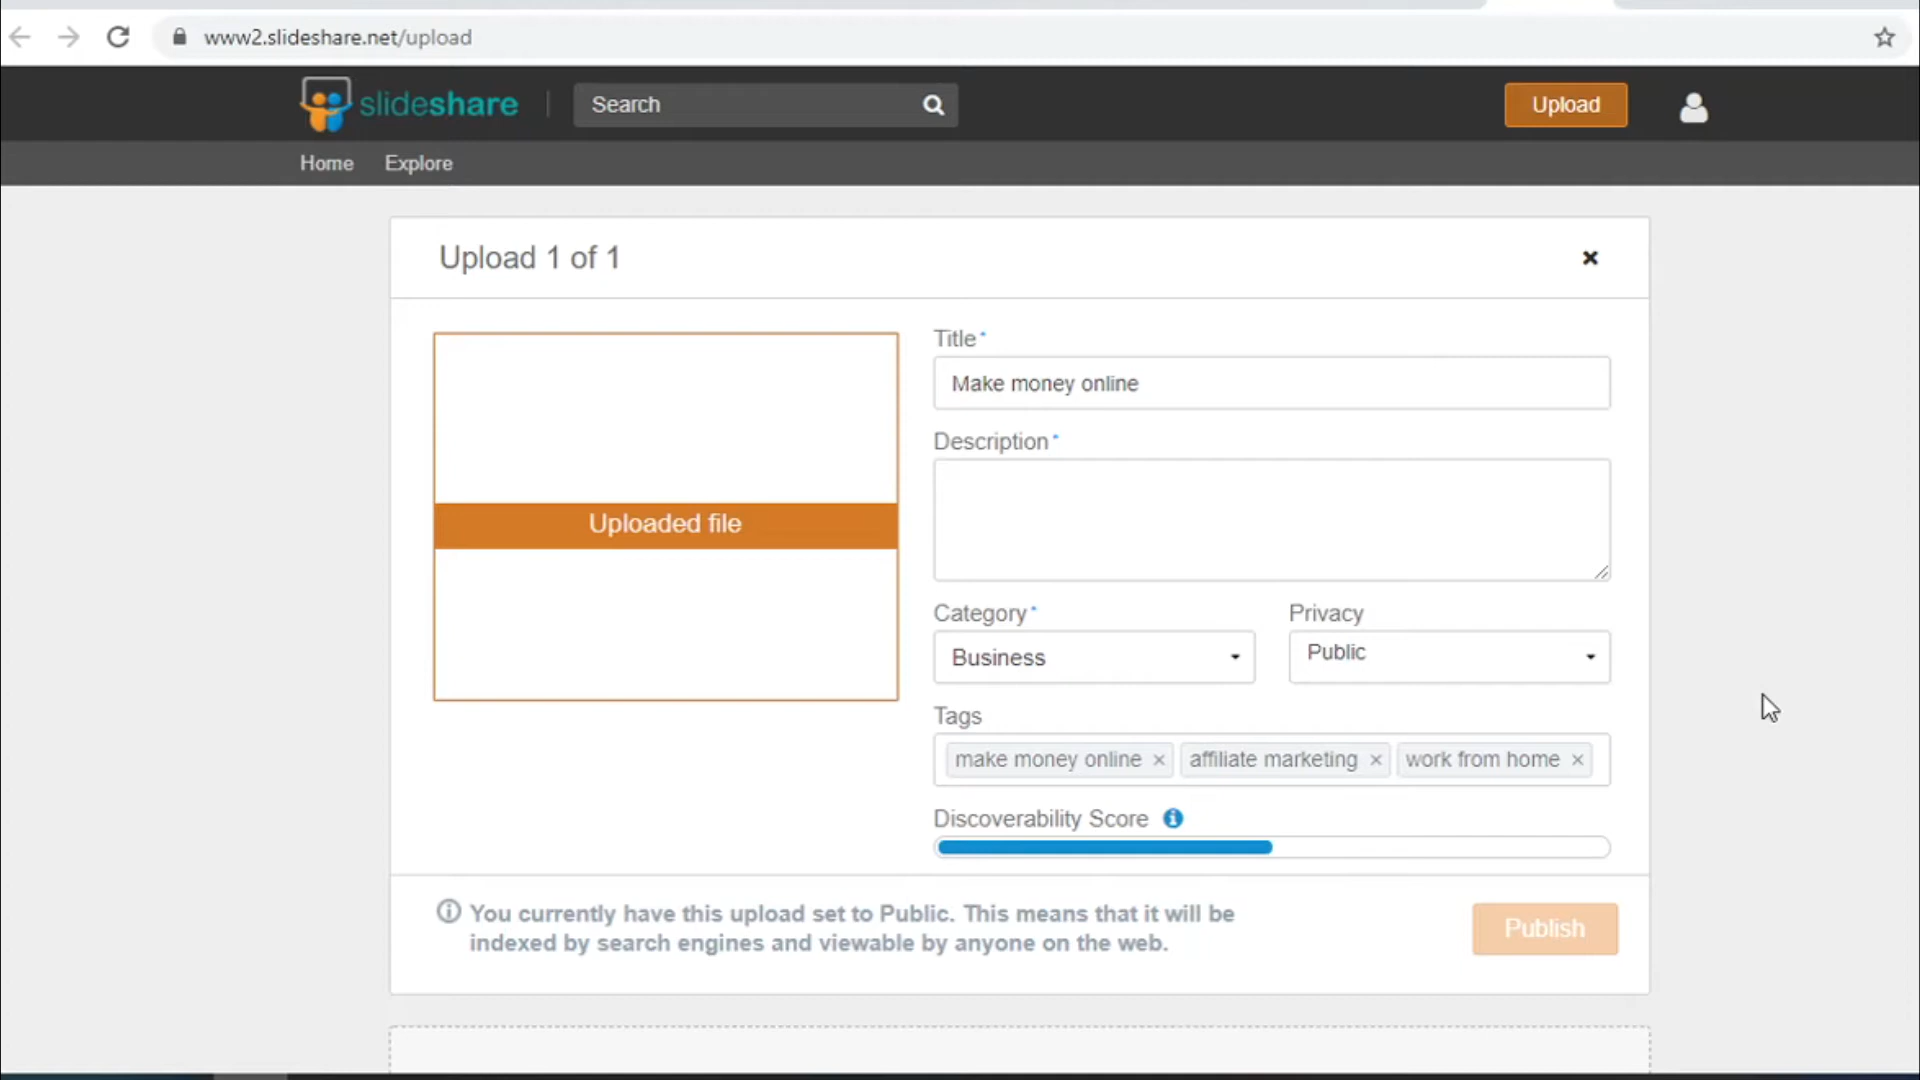 www2.slideshare.net/upload
slideshare
Search
Upload
Home
Explore
Upload 1 of 1
Uploaded file
Title*
Make money online
Description*
Category*
Privacy
Business
Public
Tags
make money online ×
affiliate marketing ×
work from home ×
Discoverability Score
You currently have this upload set to Public. This means that it will be
indexed by search engines and viewable by anyone on the web.
Publish